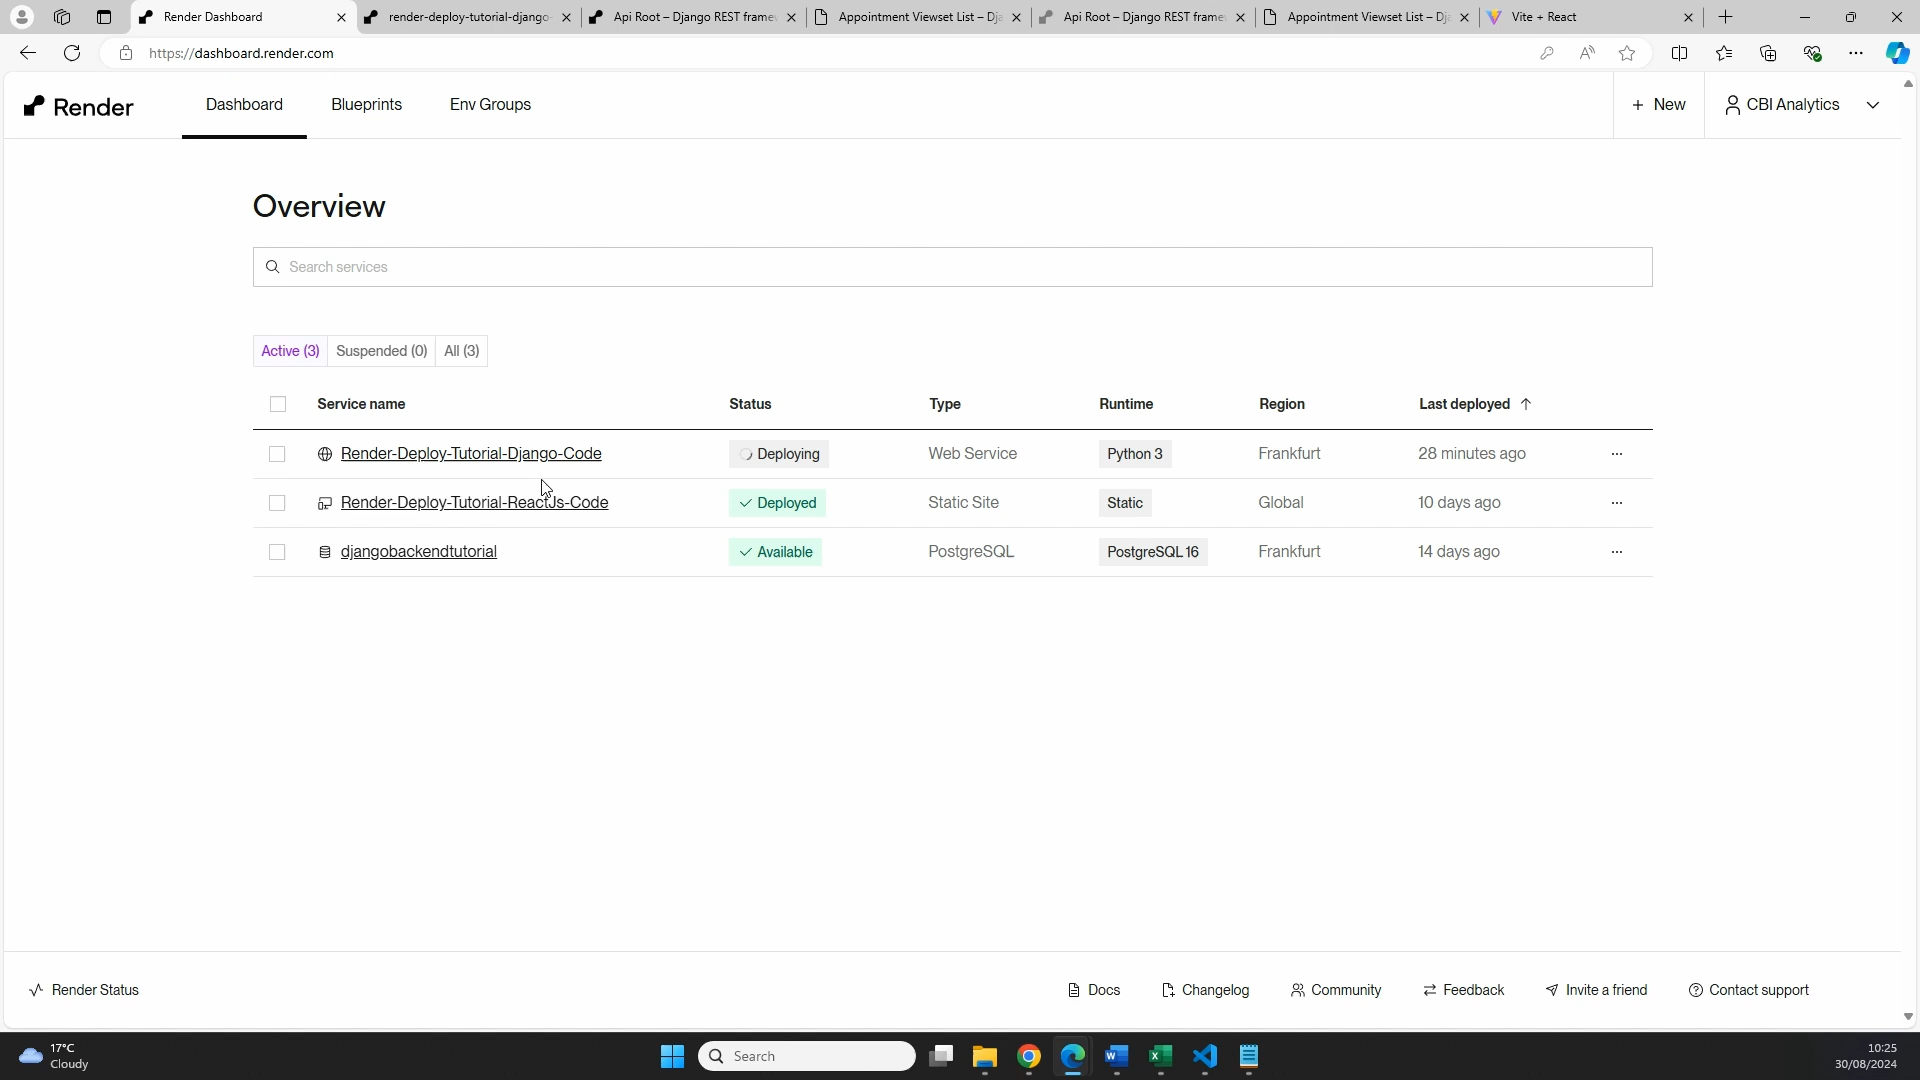 Render Dashboard
render-deploy-tutorial-django-
Api Root – Django REST frame
Appointment Viewset List – Dja
Api Root – Django REST frame
Appointment Viewset List – Dja
Vite + React
https://dashboard.render.com
Render
Dashboard
Blueprints
Env Groups
+ New
CBI Analytics
Overview
Search services
Active (3)
Suspended (0)
All (3)
Service name Status Type Runtime Region Last deployed
Render-Deploy-Tutorial-Django-Code Deploying Web Service Python 3 Frankfurt 28 minutes ago
Render-Deploy-Tutorial-ReactJs-Code Deployed Static Site Static Global 10 days ago
djangobackendtutorial Available PostgreSQL PostgreSQL 16 Frankfurt 14 days ago
Render Status
Docs
Changelog
Community
Feedback
Invite a friend
Contact support
17°C
Cloudy
Search
10:25
30/08/2024